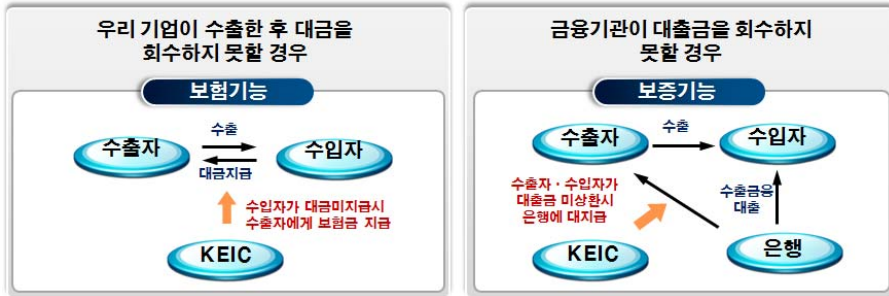 우리 기업이 수출한 후 대금을
회수하지 못할 경우
보험기능
수출자
수출
대금지급
수입자
수입자가 대금미지급시
수출자에게 보험금 지급
KEIC
금융기관이 대출금을 회수하지
못할 경우
보증기능
수출자
수출
수입자
수출자·수입자가
대출금 미상환시
은행에 대지급
수출금융
대출
KEIC
은행